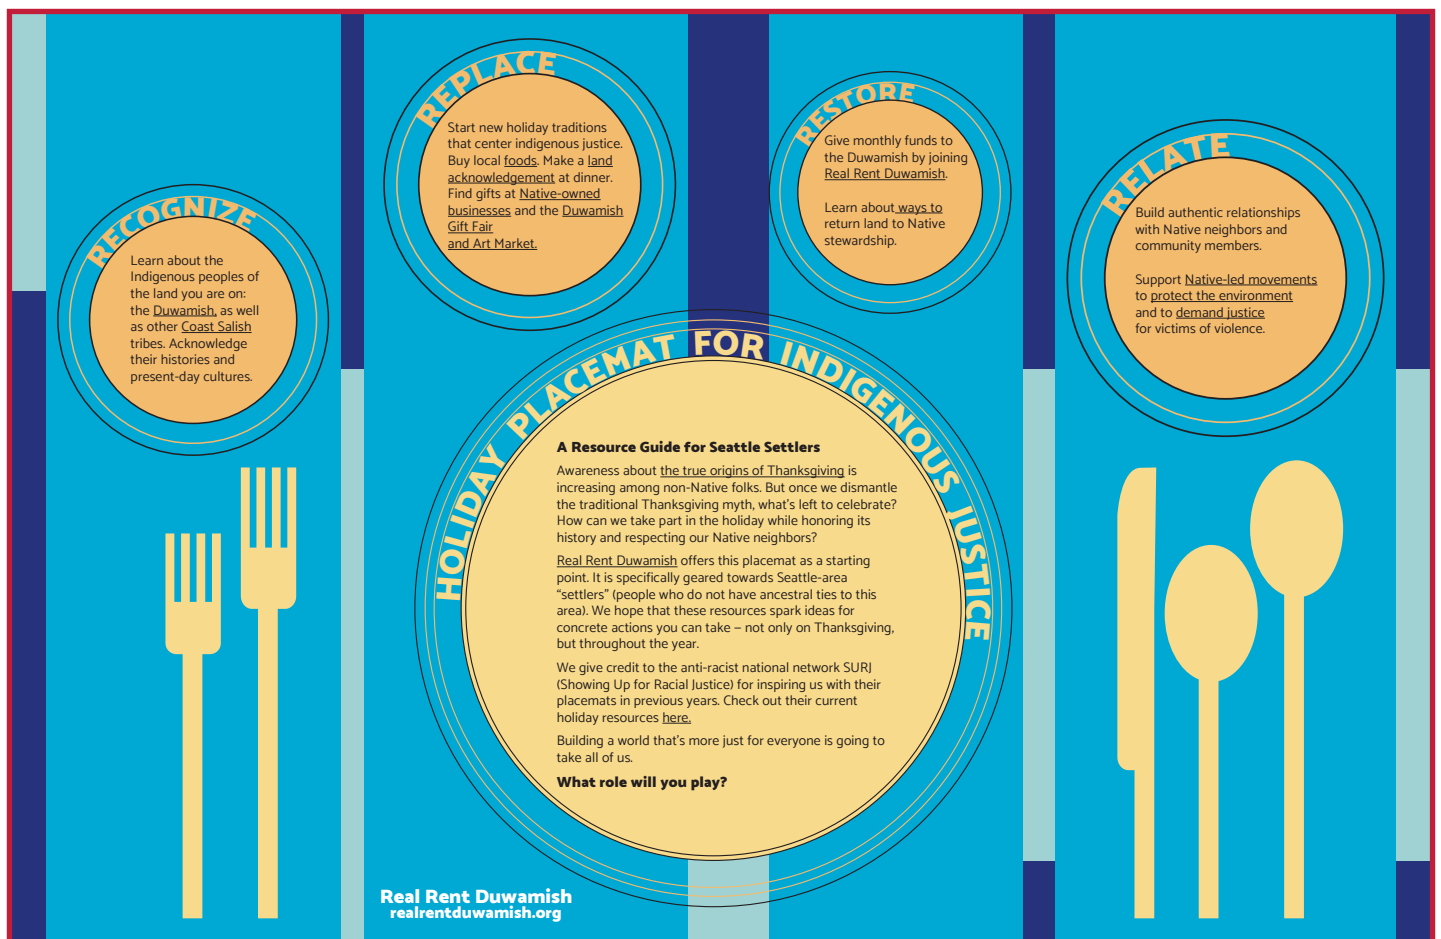 RECOGNIZE
Learn about the
Indigenous peoples of
the land you are on:
the Duwamish, as well
as other Coast Salish
tribes. Acknowledge
their histories and
present-day cultures.
REPLACE
Start new holiday traditions
that center indigenous justice.
Buy local foods. Make a land
acknowledgement at dinner.
Find gifts at Native-owned
businesses and the Duwamish
Gift Fair
and Art Market.
RESTORE
Give monthly funds to
the Duwamish by joining
Real Rent Duwamish.
Learn about ways to
return land to Native
stewardship.
RELATE
Build authentic relationships
with Native neighbors and
community members.
Support Native-led movements
to protect the environment
and to demand justice
for victims of violence.
HOLIDAY PLACEMAT FOR INDIGENOUS JUSTICE
A Resource Guide for Seattle Settlers
Awareness about the true origins of Thanksgiving is
increasing among non-Native folks. But once we dismantle
the traditional Thanksgiving myth, what's left to celebrate?
How can we take part in the holiday while honoring its
history and respecting our Native neighbors?
Real Rent Duwamish offers this placemat as a starting
point. It is specifically geared towards Seattle-area
“settlers” (people who do not have ancestral ties to this
area). We hope that these resources spark ideas for
concrete actions you can take – not only on Thanksgiving,
but throughout the year.
We give credit to the anti-racist national network SURJ
(Showing Up for Racial Justice) for inspiring us with their
placemats in previous years. Check out their current
holiday resources here.
Building a world that's more just for everyone is going to
take all of us.
What role will you play?
Real Rent Duwamish
realrentduwamish.org